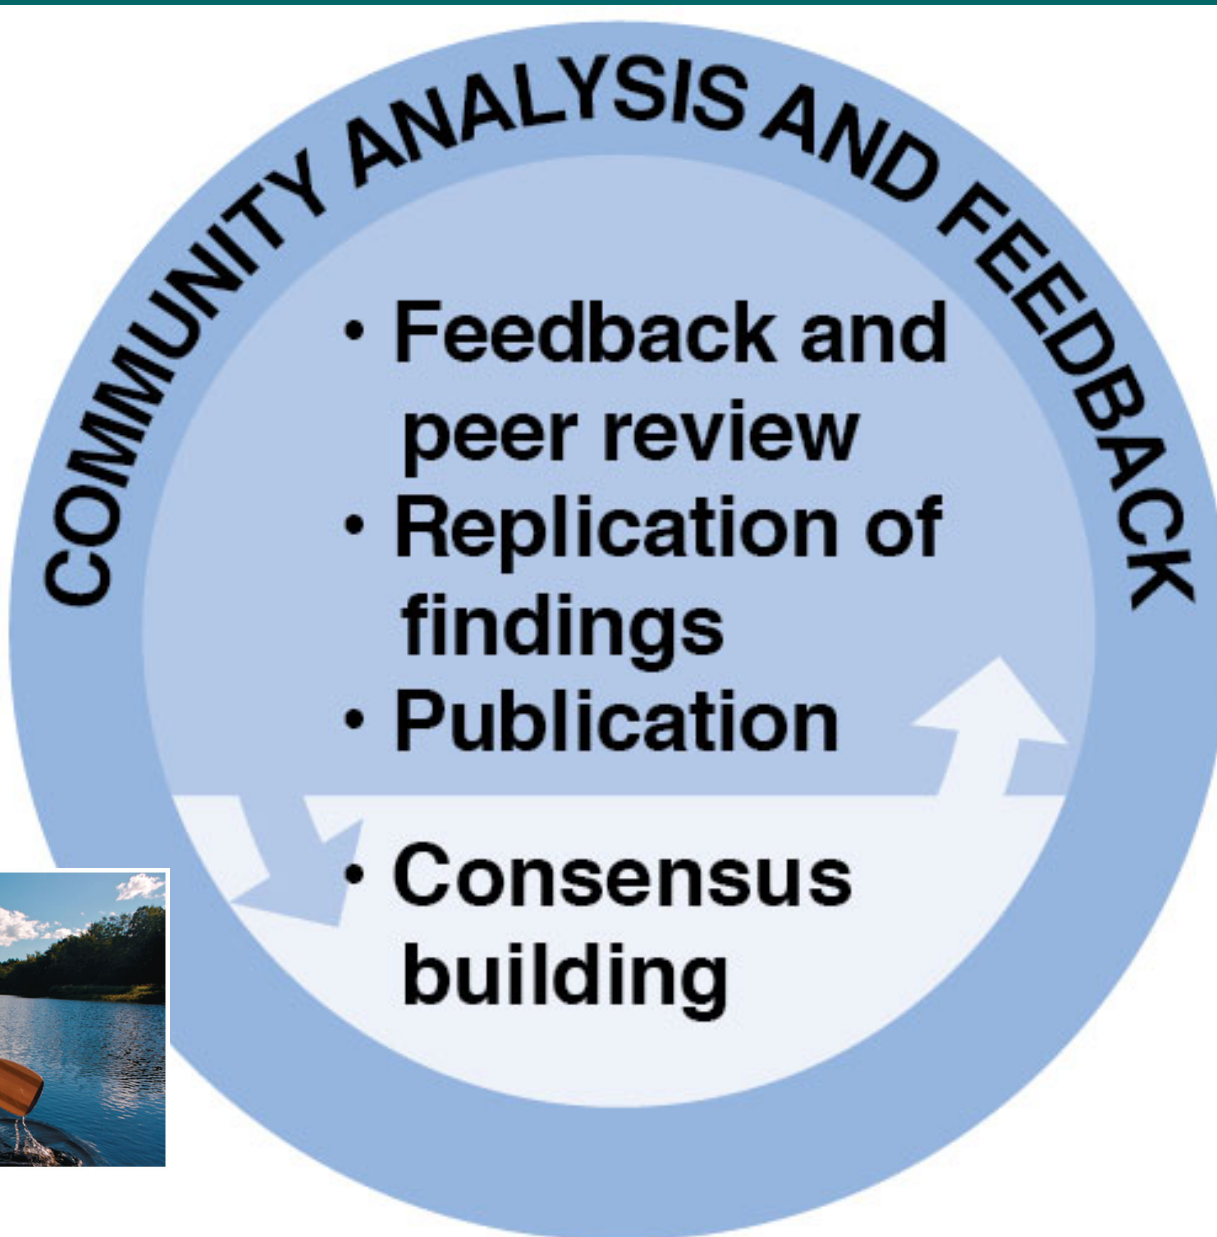 COMMUNITY ANALYSIS AND FEEDBACK
• Feedback and
peer review
• Replication of
findings
• Publication
• Consensus
building